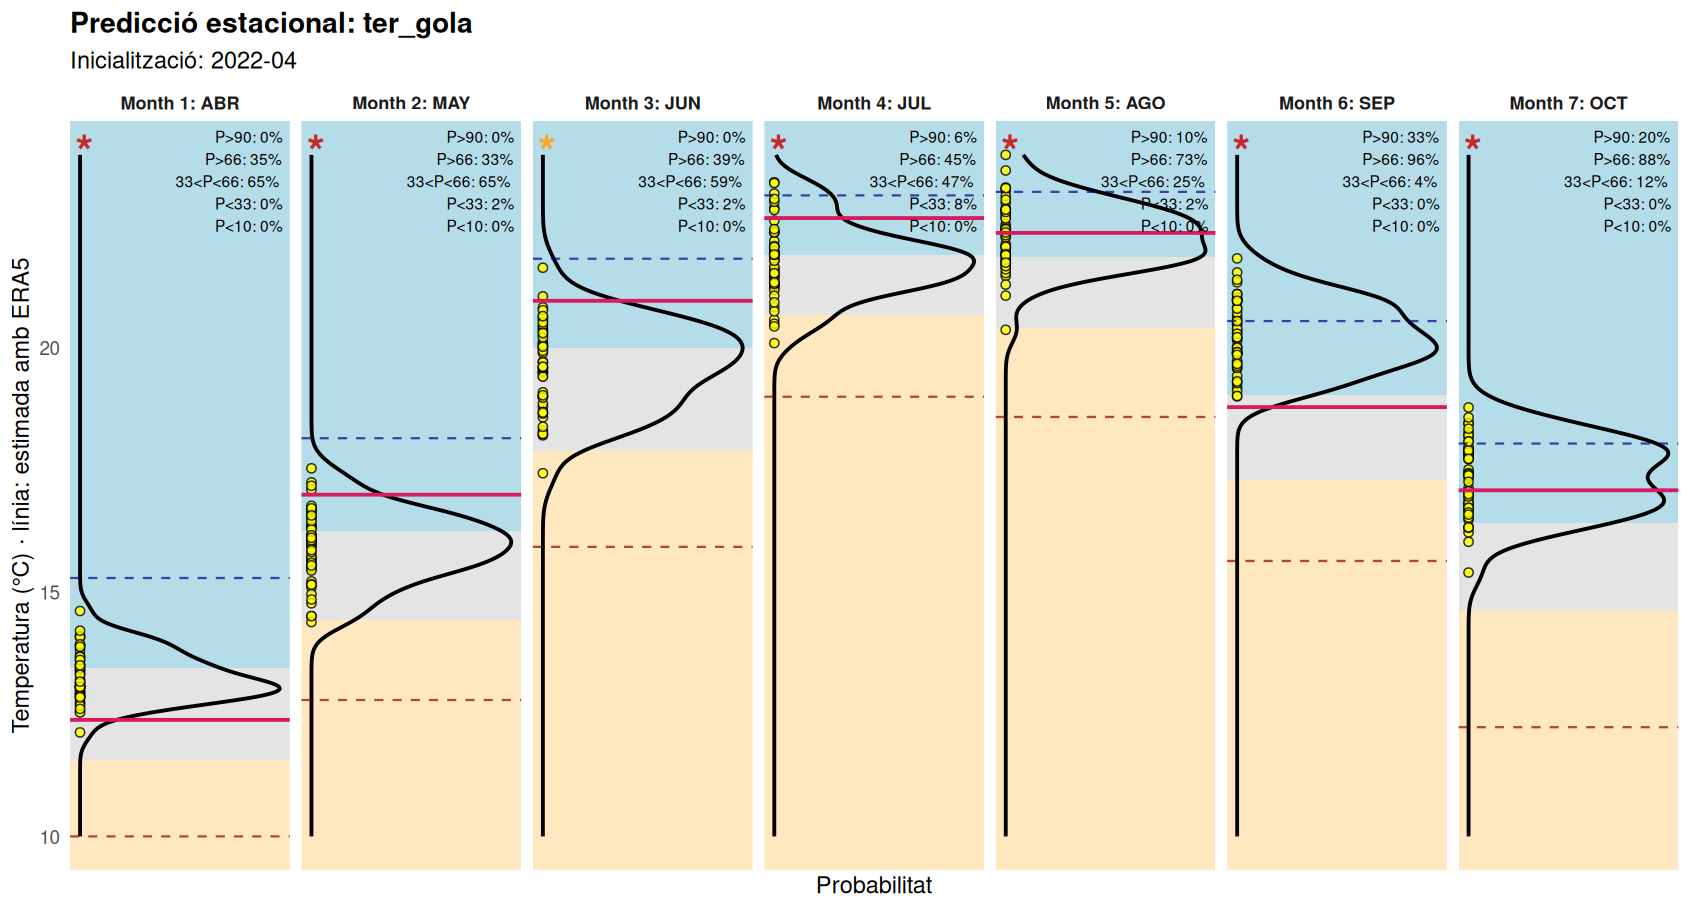 Predicció estacional: ter_gola
Inicialització: 2022-04
Month 1: ABR
Month 2: MAY
Month 3: JUN
Month 4: JUL
Month 5: AGO
Month 6: SEP
Month 7: OCT
*
P>90: 0%
P>66: 35%
33<P<66: 65%
P<33: 0%
P<10: 0%
*
P>90: 0%
P>66: 33%
33<P<66: 65%
P<33: 2%
P<10: 0%
*
P>90: 0%
P>66: 39%
33<P<66: 59%
P<33: 2%
P<10: 0%
*
P>90: 6%
P>66: 45%
33<P<66: 47%
P<33: 8%
P<10: 0%
*
P>90: 10%
P>66: 73%
33<P<66: 25%
P<33: 2%
P<10: 0%
*
P>90: 33%
P>66: 96%
33<P<66: 4%
P<33: 0%
P<10: 0%
*
P>90: 20%
P>66: 88%
33<P<66: 12%
P<33: 0%
P<10: 0%
Temperatura (°C) · línia: estimada amb ERA5
20
15
10
Probabilitat